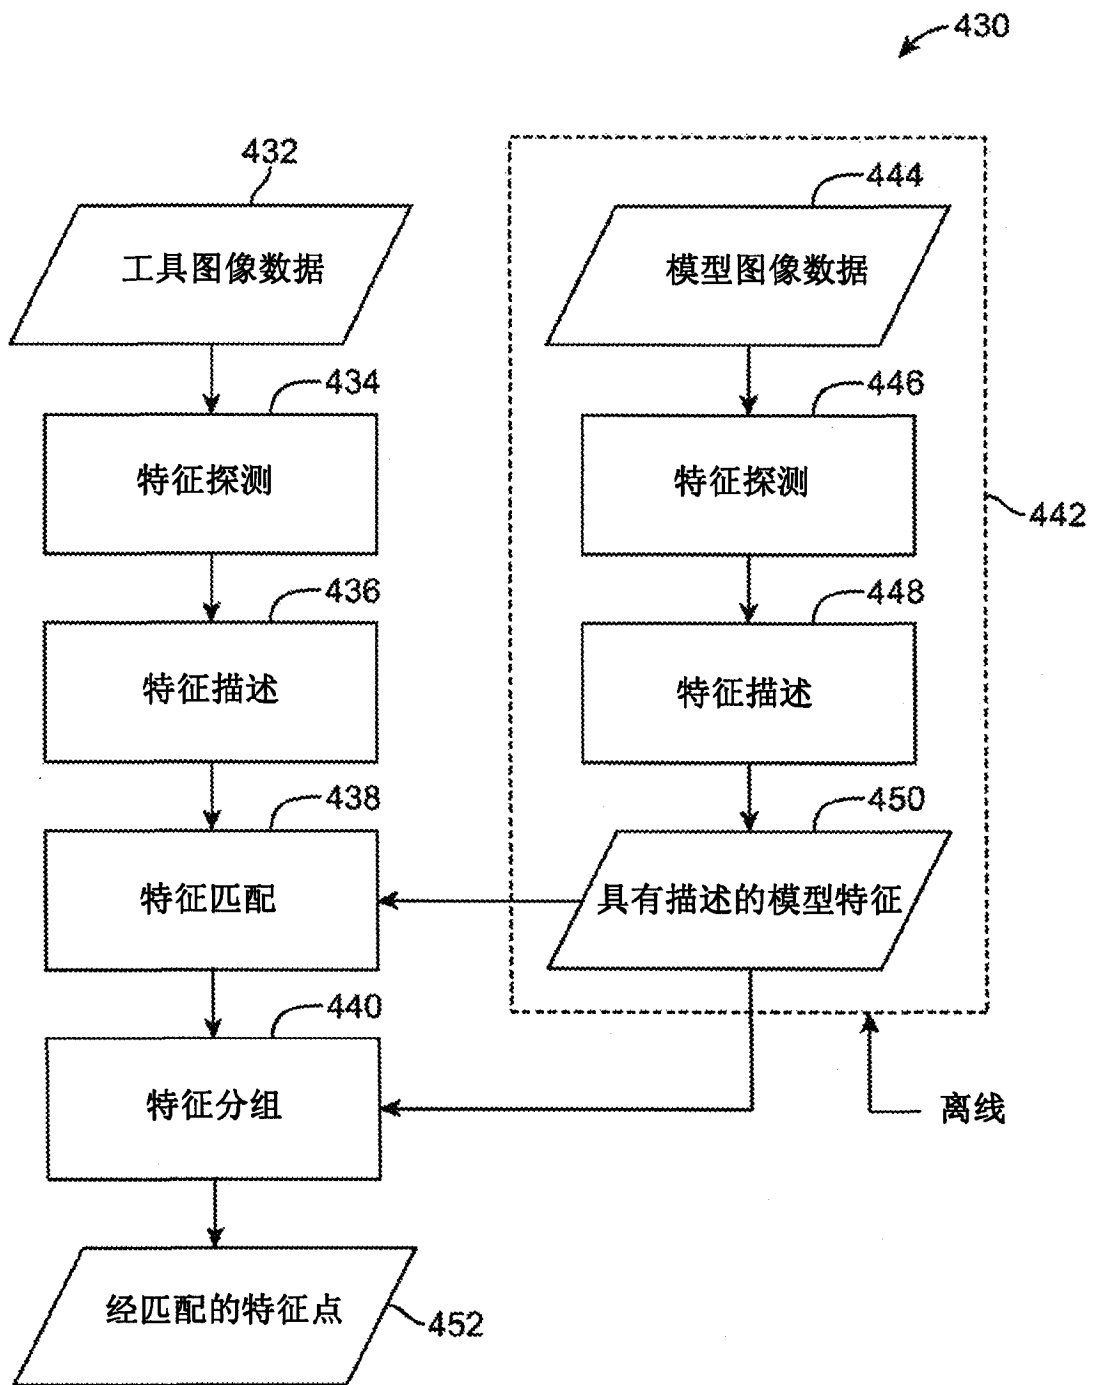 430
432
工具图像数据
434
特征探测
436
特征描述
438
特征匹配
440
特征分组
经匹配的特征点
452
444
模型图像数据
446
特征探测
442
448
特征描述
450
具有描述的模型特征
离线